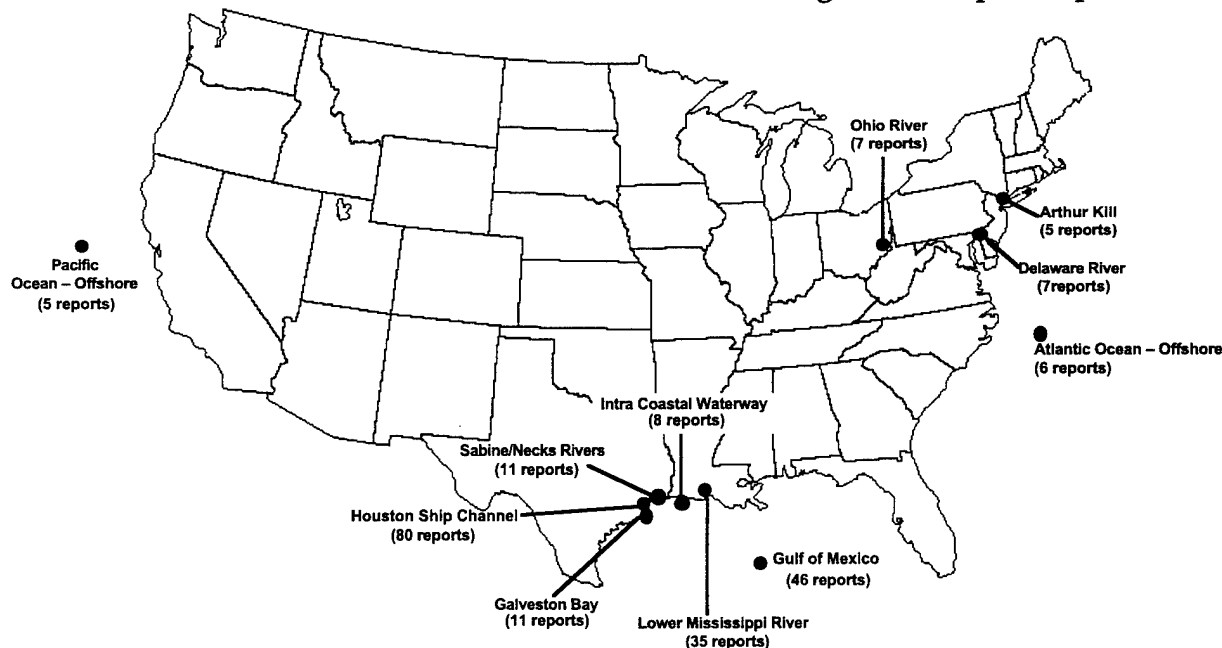 Ohio River
(7 reports)
Arthur Kill
(5 reports)
Pacific
Ocean – Offshore
(5 reports)
Delaware River
(7reports)
Atlantic Ocean – Offshore
(6 reports)
Intra Coastal Waterway
(8 reports)
Sabine/Necks Rivers
(11 reports)
Houston Ship Channel
(80 reports)
Gulf of Mexico
(46 reports)
Galveston Bay
(11 reports)
Lower Mississippi River
(35 reports)